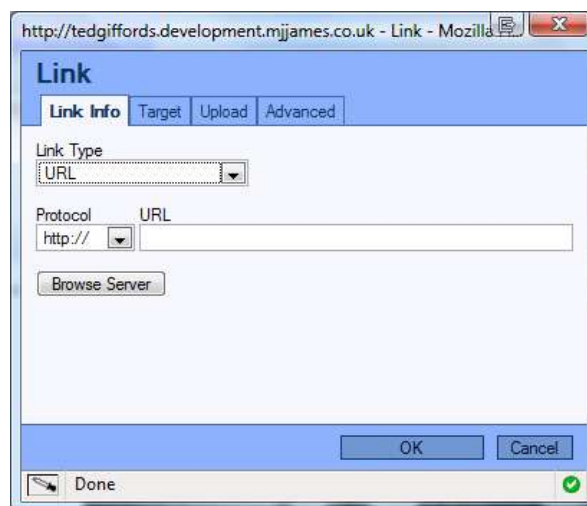 http://tedgiffords.development.mjjames.co.uk - Link - Mozilla
Link
Link Info Target Upload Advanced
Link Type
URL
Protocol URL
http://
Browse Server
OK Cancel
Done